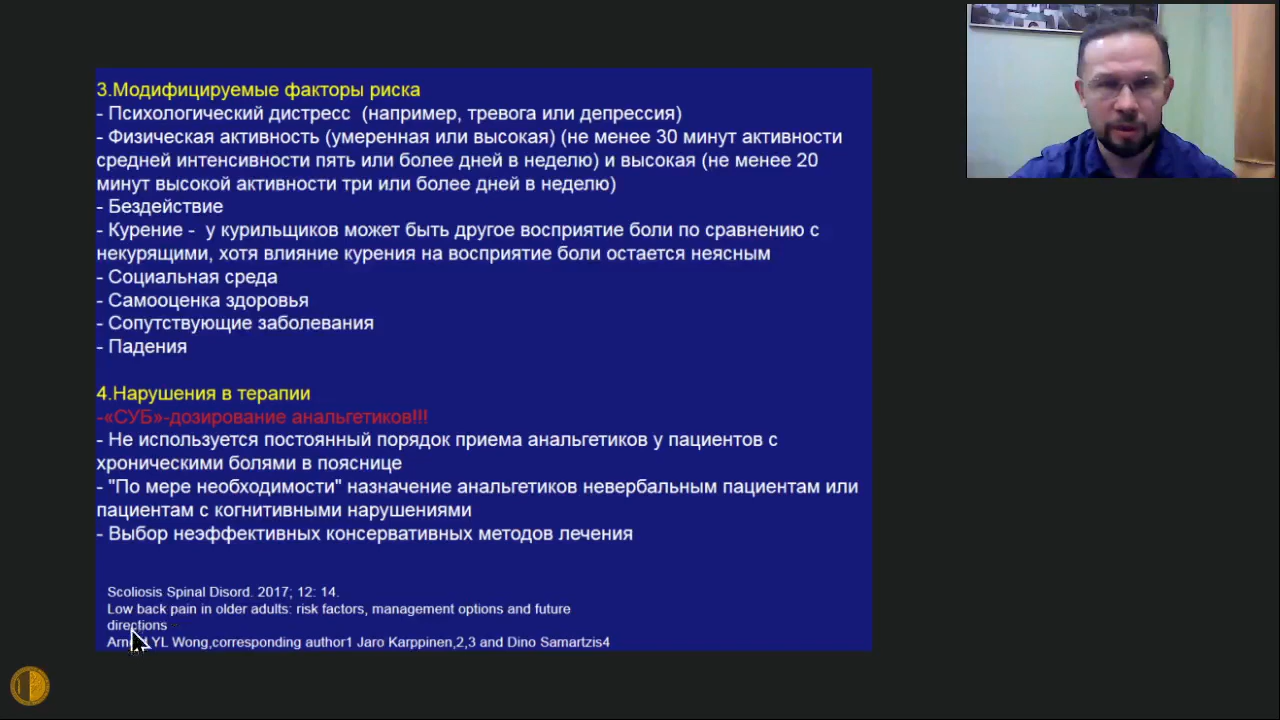 3.Модифицируемые факторы риска
- Психологический дистресс (например, тревога или депрессия)
- Физическая активность (умеренная или высокая) (не менее 30 минут активности
средней интенсивности пять или более дней в неделю) и высокая (не менее 20
минут высокой активности три или более дней в неделю)
- Бездействие
- Курение - у курильщиков может быть другое восприятие боли по сравнению с
некурящими, хотя влияние курения на восприятие боли остается неясным
- Социальная среда
- Самооценка здоровья
- Сопутствующие заболевания
- Падения
4.Нарушения в терапии
-«СУБ»-дозирование анальгетиков!!!
- Не используется постоянный порядок приема анальгетиков у пациентов с
хроническими болями в пояснице
- "По мере необходимости" назначение анальгетиков невербальным пациентам или
пациентам с когнитивными нарушениями
- Выбор неэффективных консервативных методов лечения
Scoliosis Spinal Disord. 2017; 12: 14.
Low back pain in older adults: risk factors, management options and future
directions -
YL Wong,corresponding author1 Jaro Karppinen,2,3 and Dino Samartzis4